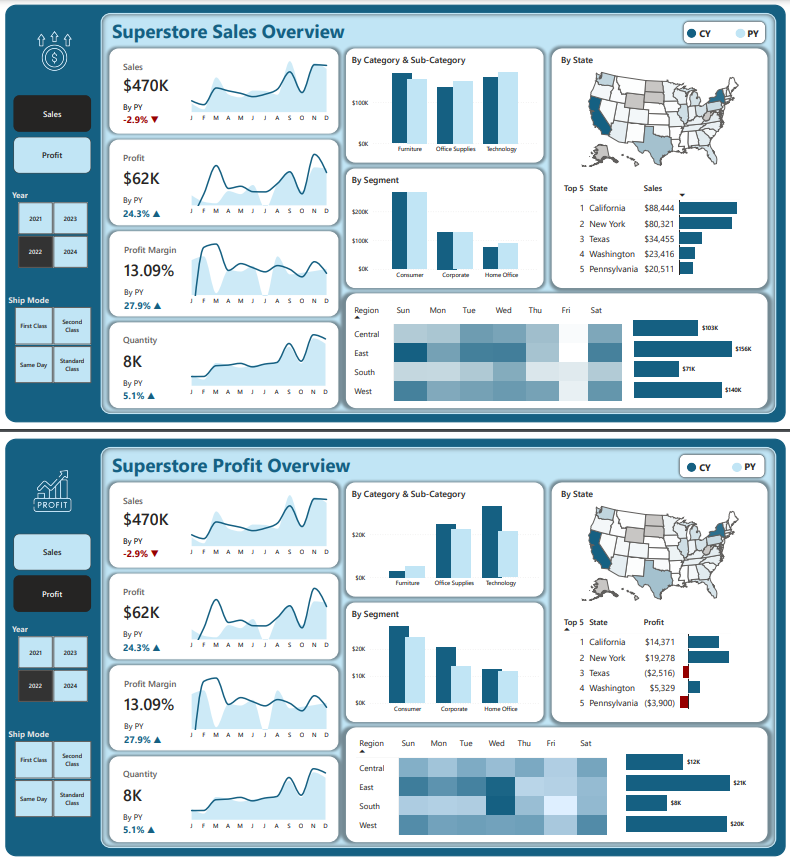 Superstore Sales Overview
CY PY
Sales
Profit
Year
2021 2023
2022 2024
Ship Mode
First Class Second Class
Same Day Standard Class
Sales
$470K
By PY
-2.9% ▼
J F M A M J J A S O N D
Profit
$62K
By PY
24.3% ▲
J F M A M J J A S O N D
Profit Margin
13.09%
By PY
27.9% ▲
J F M A M J J A S O N D
Quantity
8K
By PY
5.1% ▲
J F M A M J J A S O N D
By Category & Sub-Category
$100K
$0K
Furniture Office Supplies Technology
By Segment
$200K
$100K
$0K
Consumer Corporate Home Office
By State
Top 5 State Sales
1 California $88,444
2 New York $80,321
3 Texas $34,455
4 Washington $23,416
5 Pennsylvania $20,511
Region Sun Mon Tue Wed Thu Fri Sat
Central $103K
East $156K
South $71K
West $140K
Superstore Profit Overview
CY PY
PROFIT
Sales
Profit
Year
2021 2023
2022 2024
Ship Mode
First Class Second Class
Same Day Standard Class
Sales
$470K
By PY
-2.9% ▼
J F M A M J J A S O N D
Profit
$62K
By PY
24.3% ▲
J F M A M J J A S O N D
Profit Margin
13.09%
By PY
27.9% ▲
J F M A M J J A S O N D
Quantity
8K
By PY
5.1% ▲
J F M A M J J A S O N D
By Category & Sub-Category
$20K
$0K
Furniture Office Supplies Technology
By Segment
$20K
$10K
$0K
Consumer Corporate Home Office
By State
Top 5 State Profit
1 California $14,371
2 New York $19,278
3 Texas ($2,516)
4 Washington $5,329
5 Pennsylvania ($3,900)
Region Sun Mon Tue Wed Thu Fri Sat
Central $12K
East $21K
South $8K
West $20K